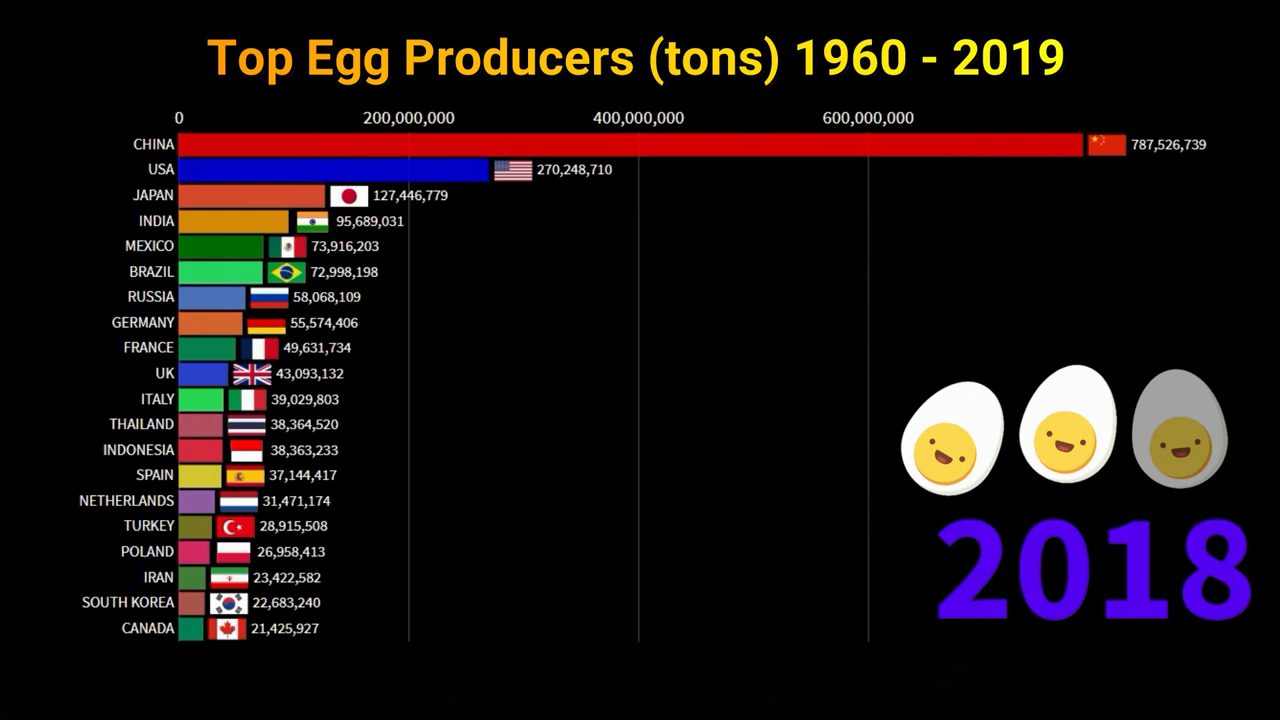 Top Egg Producers (tons) 1960 - 2019
0 200,000,000 400,000,000 600,000,000
CHINA 787,526,739
USA 270,248,710
JAPAN 127,446,779
INDIA 95,689,031
MEXICO 73,916,203
BRAZIL 72,998,198
RUSSIA 58,068,109
GERMANY 55,574,406
FRANCE 49,631,734
UK 43,093,132
ITALY 39,029,803
THAILAND 38,364,520
INDONESIA 38,363,233
SPAIN 37,144,417
NETHERLANDS 31,471,174
TURKEY 28,915,508
POLAND 26,958,413
IRAN 23,422,582
SOUTH KOREA 22,683,240
CANADA 21,425,927
2018